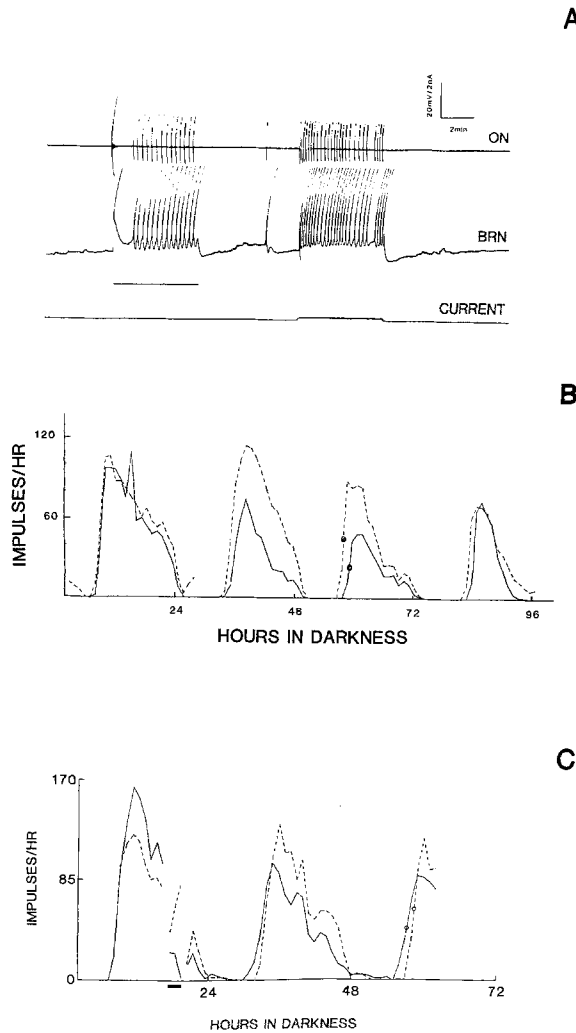 A
20mV/2nA
2min
ON
BRN
CURRENT
B
IMPULSES/HR
120
60
24
48
72
96
HOURS IN DARKNESS
C
IMPULSES/HR
170
85
0
24
48
72
HOURS IN DARKNESS